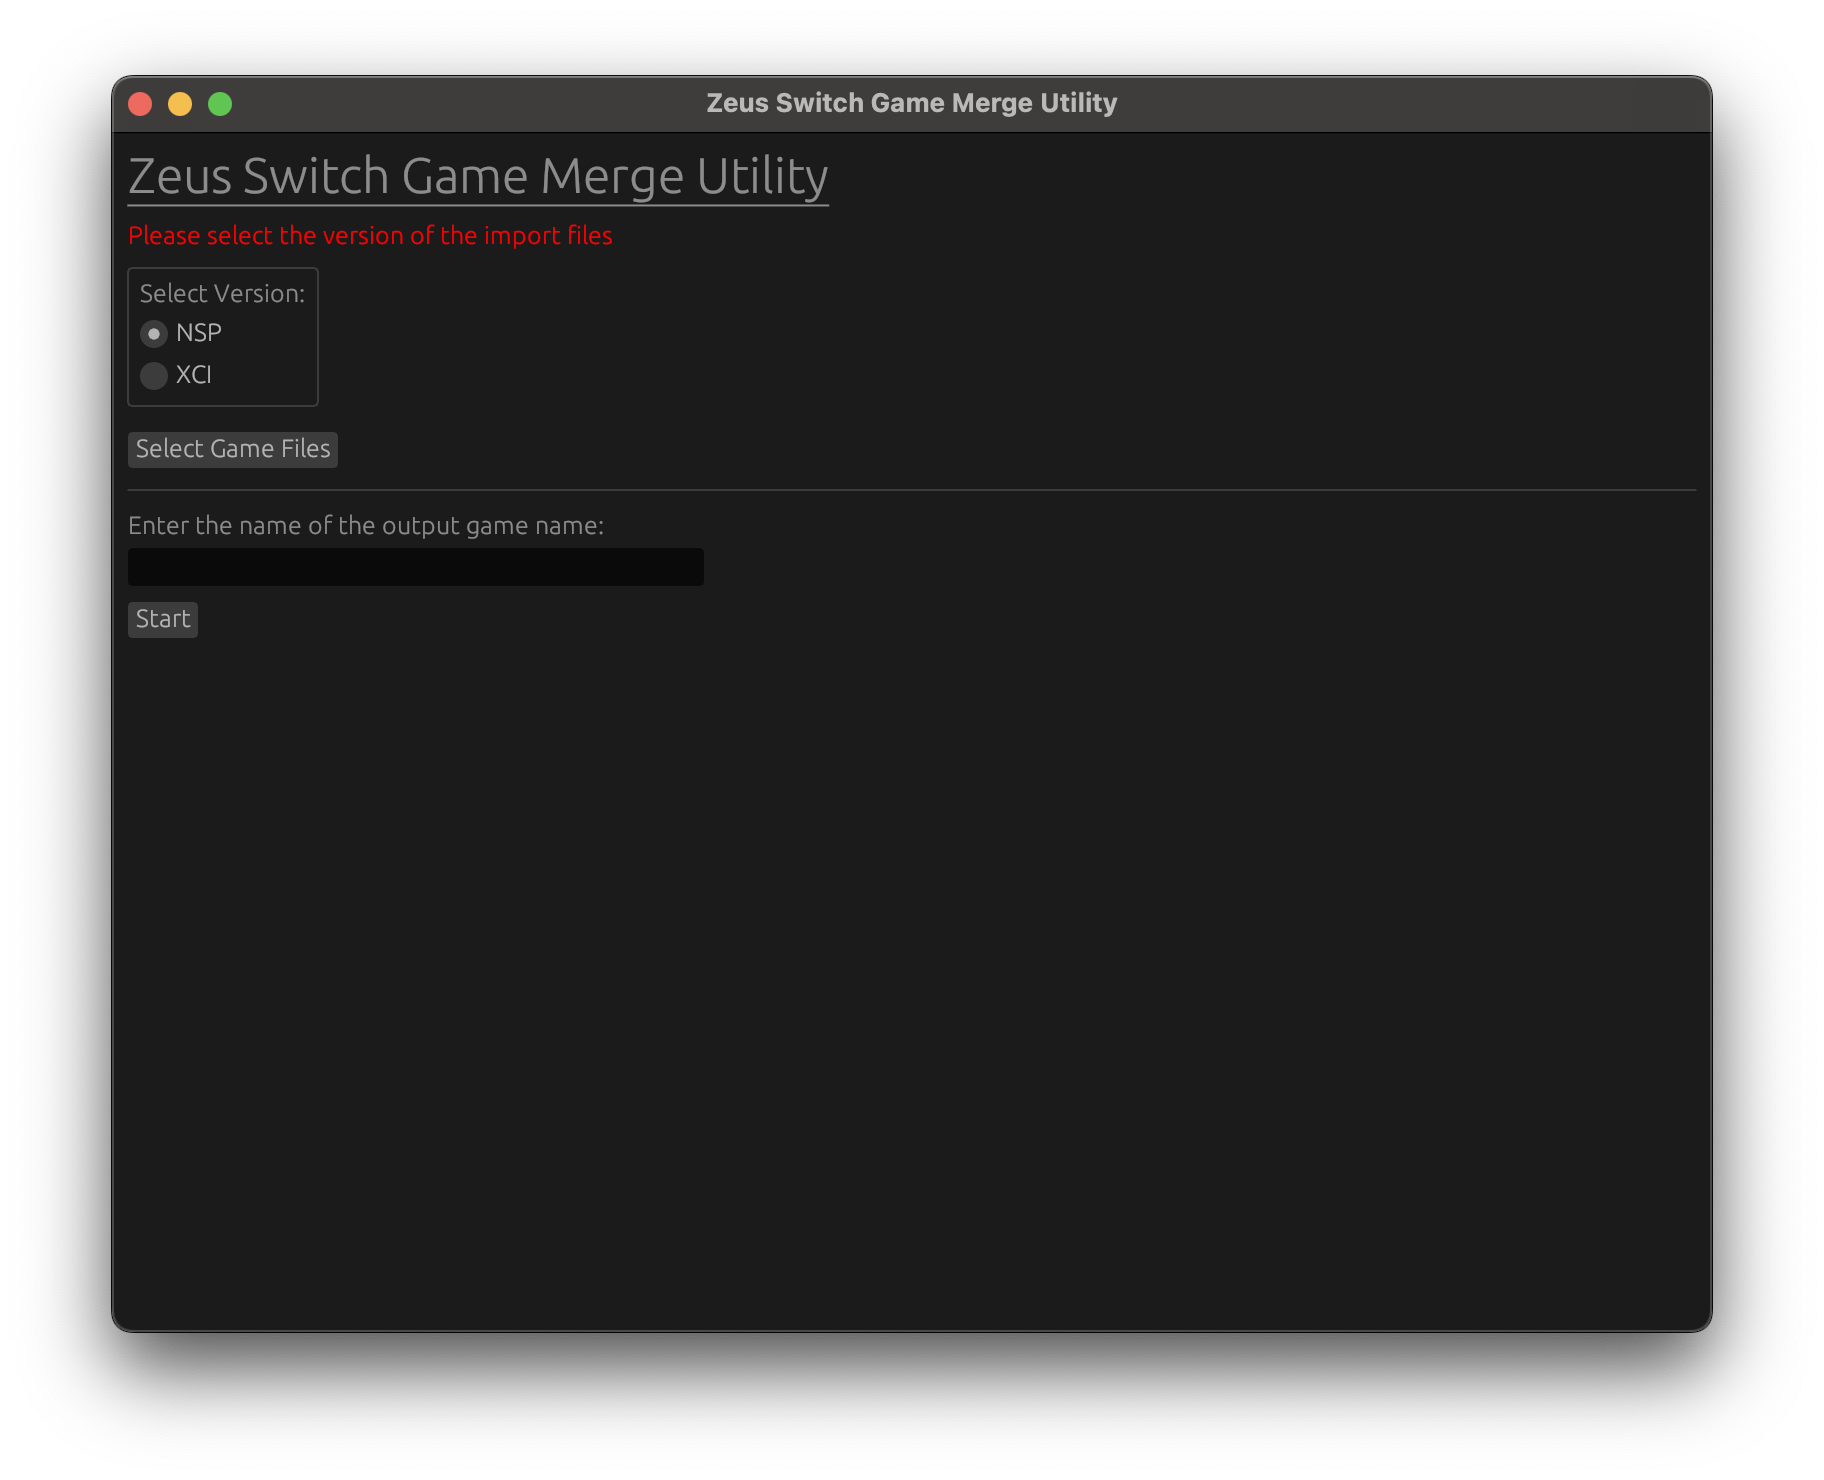 Zeus Switch Game Merge Utility
Zeus Switch Game Merge Utility
Please select the version of the import files
Select Version:
NSP
XCI
Select Game Files
Enter the name of the output game name:
Start